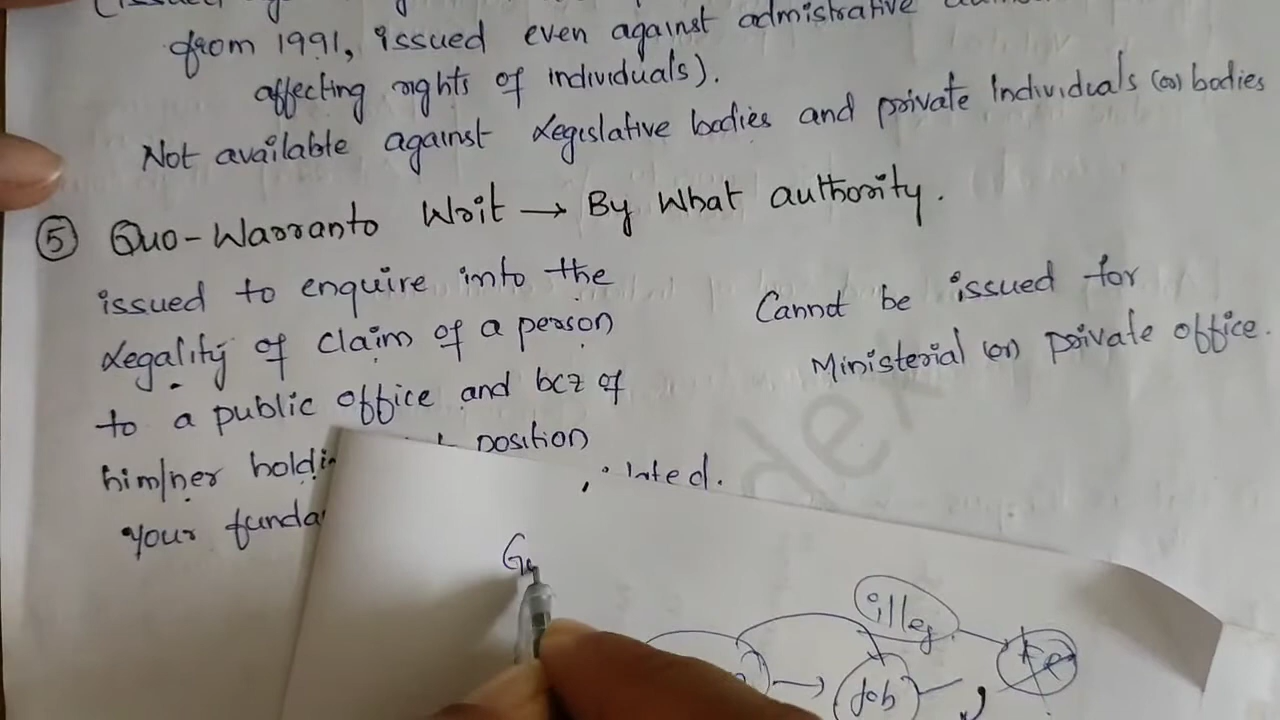 from 1991, issued even against admistrative
affecting rights of individuals).
Not available against Legislative bodies and private Individuals (or) bodies
5 Quo-Warranto Writ → By What authority.
issued to enquire into the
Legality of claim of a person
to a public office and bcz of
him/her holdin position
your funda
Cannot be issued for
Ministerial (or) private office.
illeg
Job